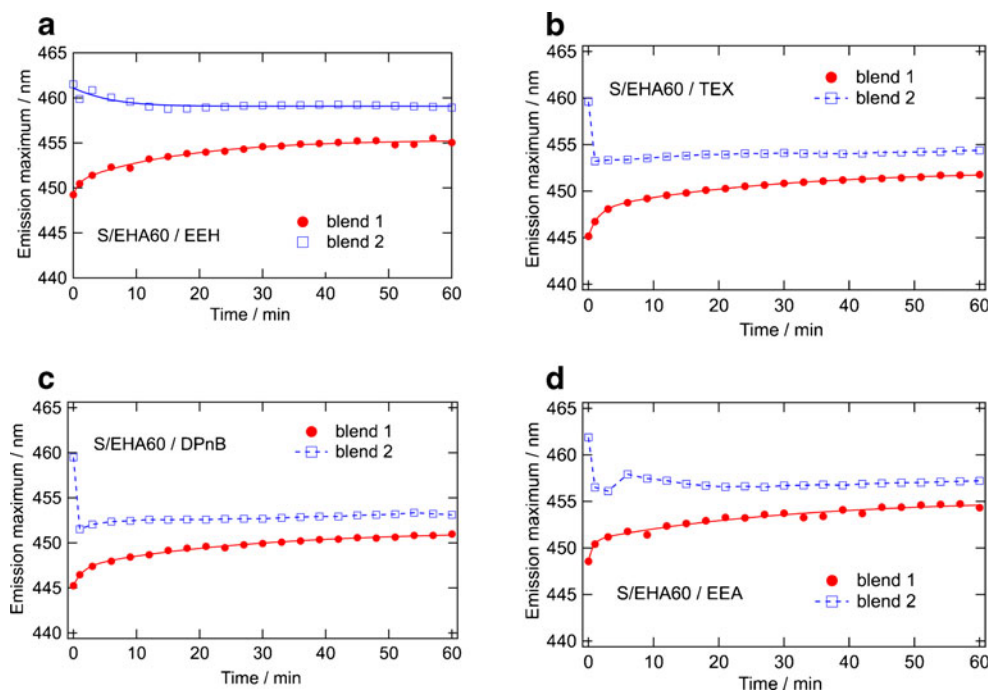 a
Emission maximum / nm
465
460
455
450
445
440
S/EHA60 / EEH
blend 1
blend 2
0 10 20 30 40 50 60
Time / min
b
Emission maximum / nm
465
460
455
450
445
440
S/EHA60 / TEX
blend 1
blend 2
0 10 20 30 40 50 60
Time / min
c
Emission maximum / nm
465
460
455
450
445
440
S/EHA60 / DPnB
blend 1
blend 2
0 10 20 30 40 50 60
Time / min
d
Emission maximum / nm
465
460
455
450
445
440
S/EHA60 / EEA
blend 1
blend 2
0 10 20 30 40 50 60
Time / min